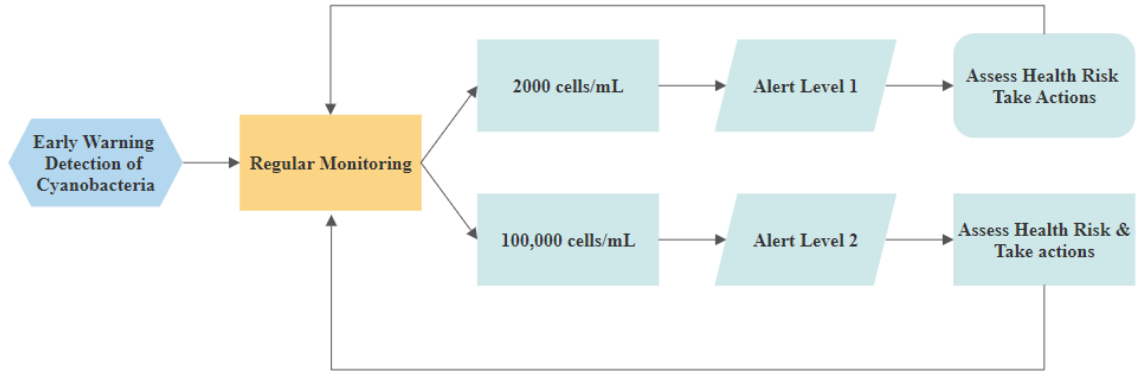 Early Warning
Detection of
Cyanobacteria
Regular Monitoring
2000 cells/mL
Alert Level 1
Assess Health Risk
Take Actions
100,000 cells/mL
Alert Level 2
Assess Health Risk &
Take actions